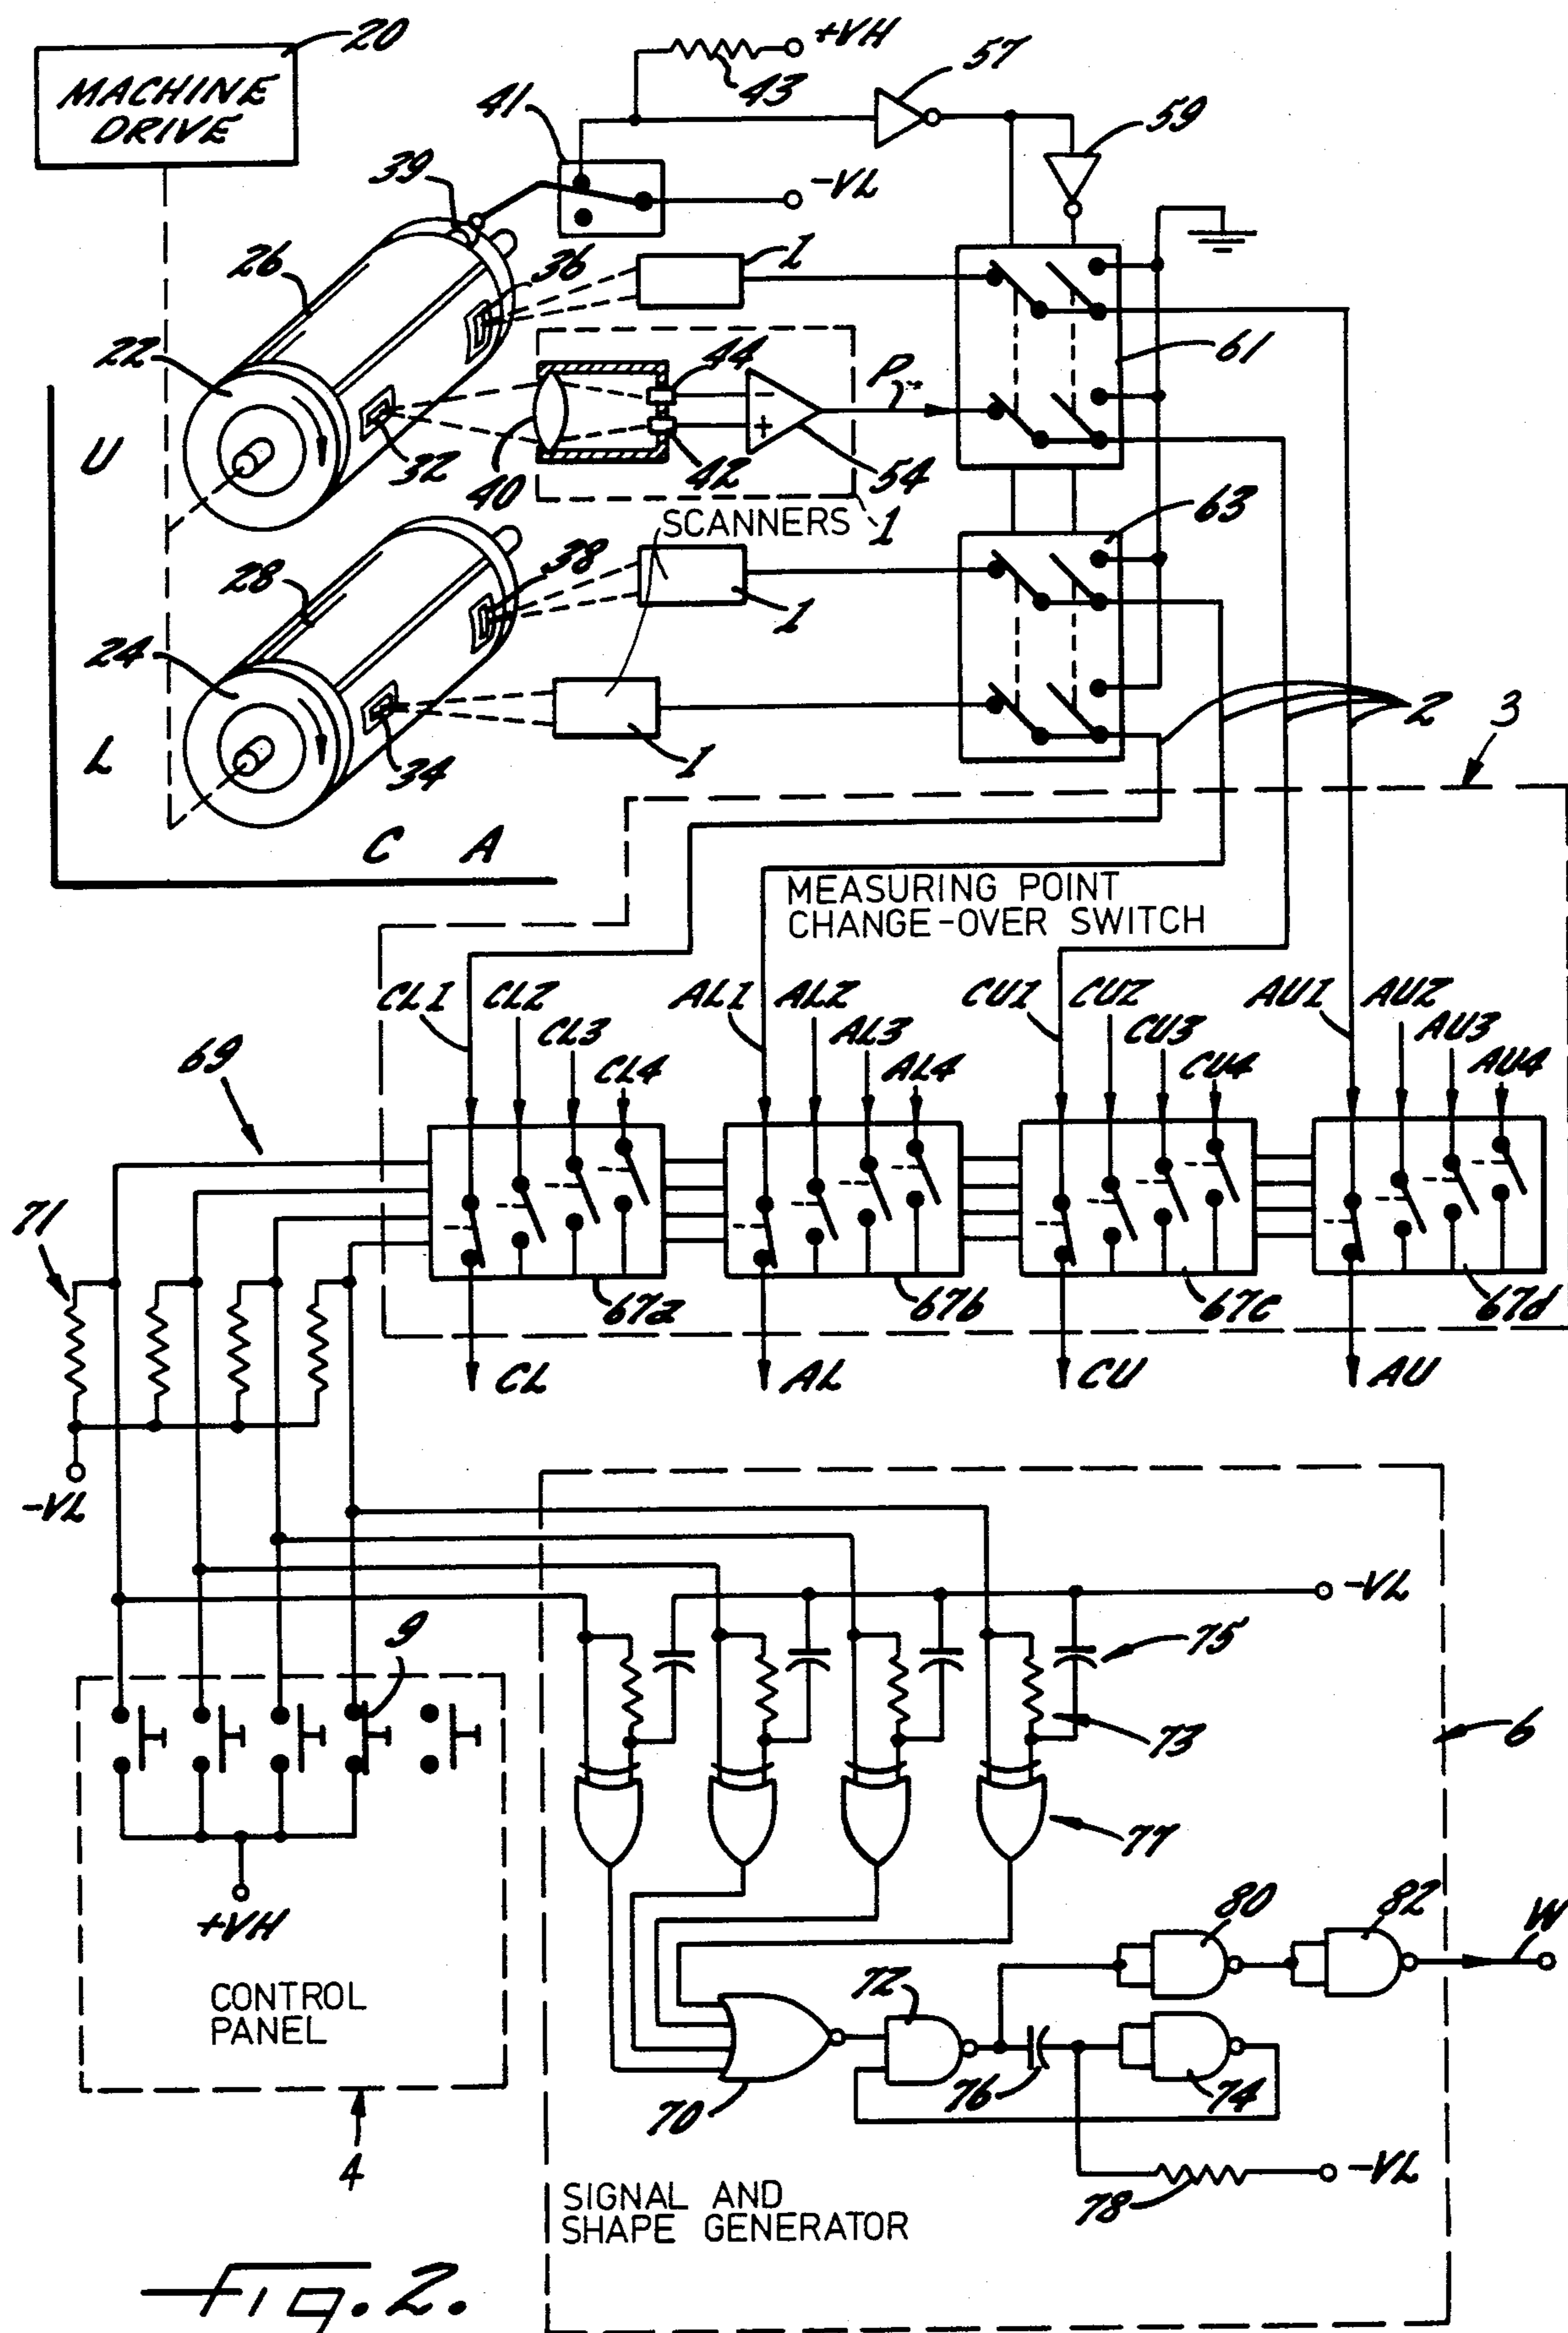 20
MACHINE
DRIVE
+VH
43
57
41
59
39
-VL
26
36
1
22
44
P
61
U
32
40
42
54
SCANNERS
1
63
28
38
1
24
2
3
L
34
1
C A
MEASURING POINT
CHANGE-OVER SWITCH
CL1 CL2 AL1 AL2 CU1 CU2 AU1 AU2
CL3 AL3 CU3 AU3
69
CL4 AL4 CU4 AU4
71
67a 67b 67c 67d
CL AL CU AU
-VL
-VL
9
75
73
6
77
+VH
80
82
W
CONTROL
PANEL
72
70
76
74
4
-VL
78
SIGNAL AND
SHAPE GENERATOR
Fig. 2.